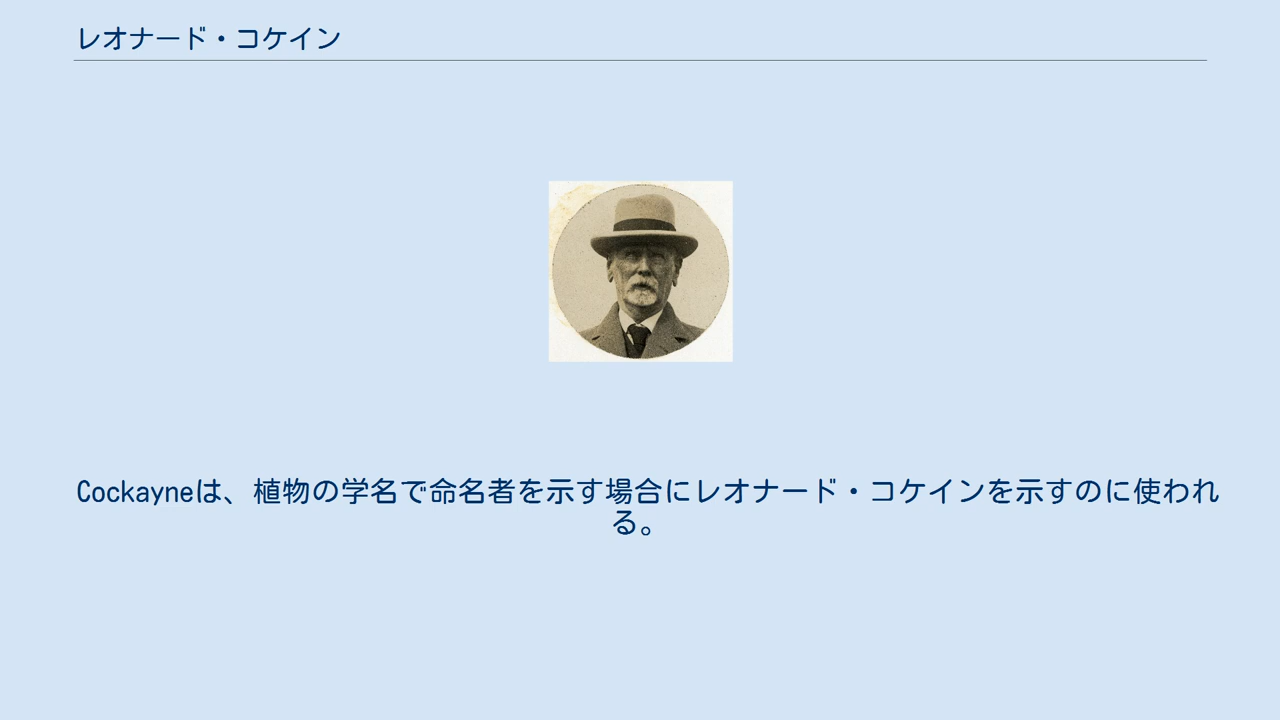 レオナード・コケイン
Cockayneは、植物の学名で命名者を示す場合にレオナード・コケインを示すのに使われ
る。